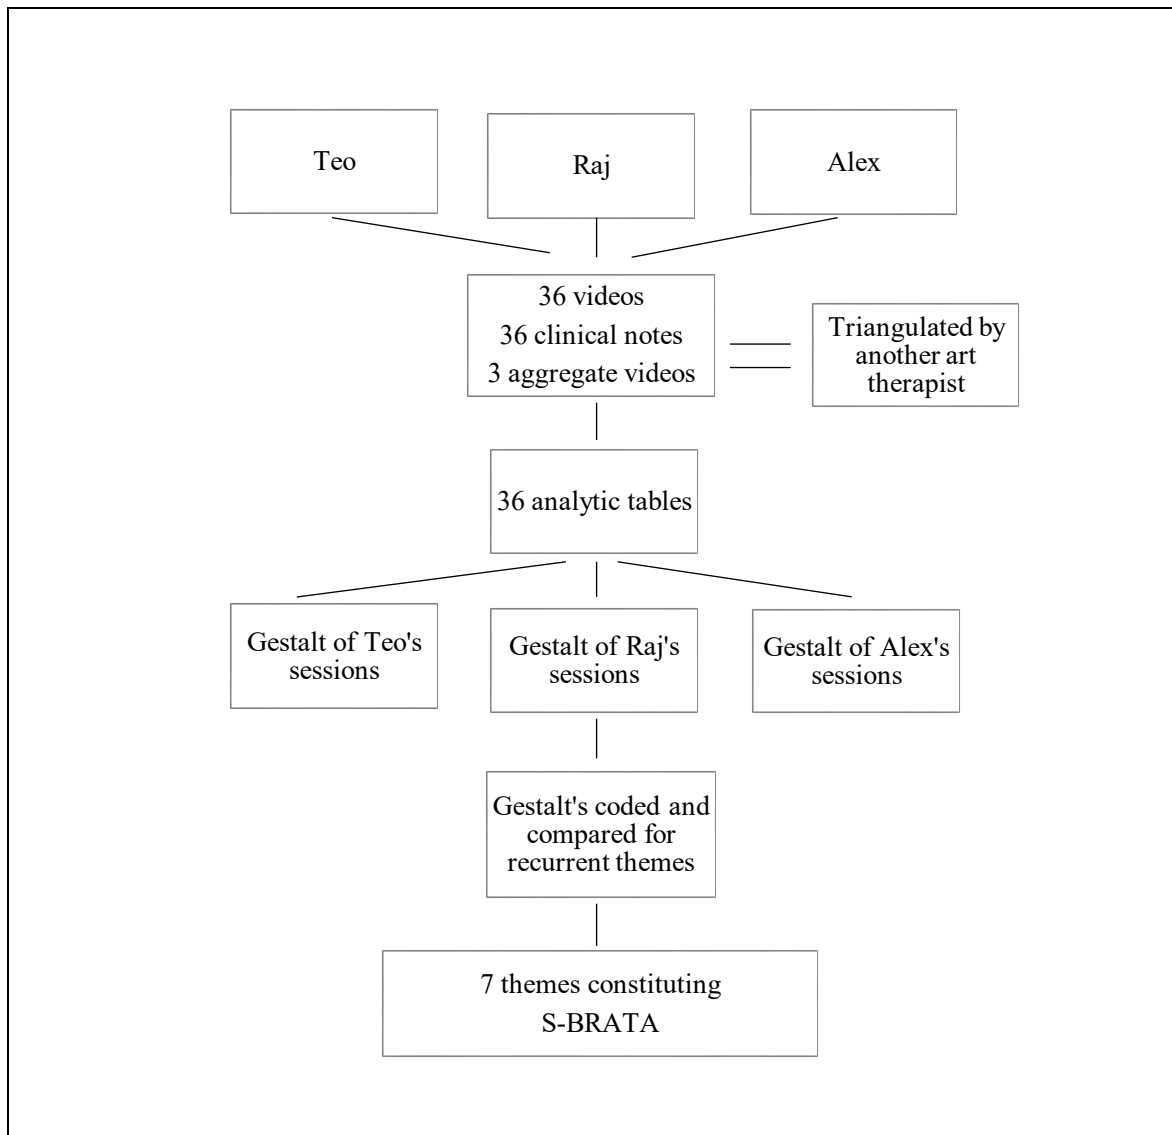 Teo
Raj
Alex
36 videos
36 clinical notes
3 aggregate videos
Triangulated by
another art
therapist
36 analytic tables
Gestalt of Teo's
sessions
Gestalt of Raj's
sessions
Gestalt of Alex's
sessions
Gestalt's coded and
compared for
recurrent themes
7 themes constituting
S-BRATA